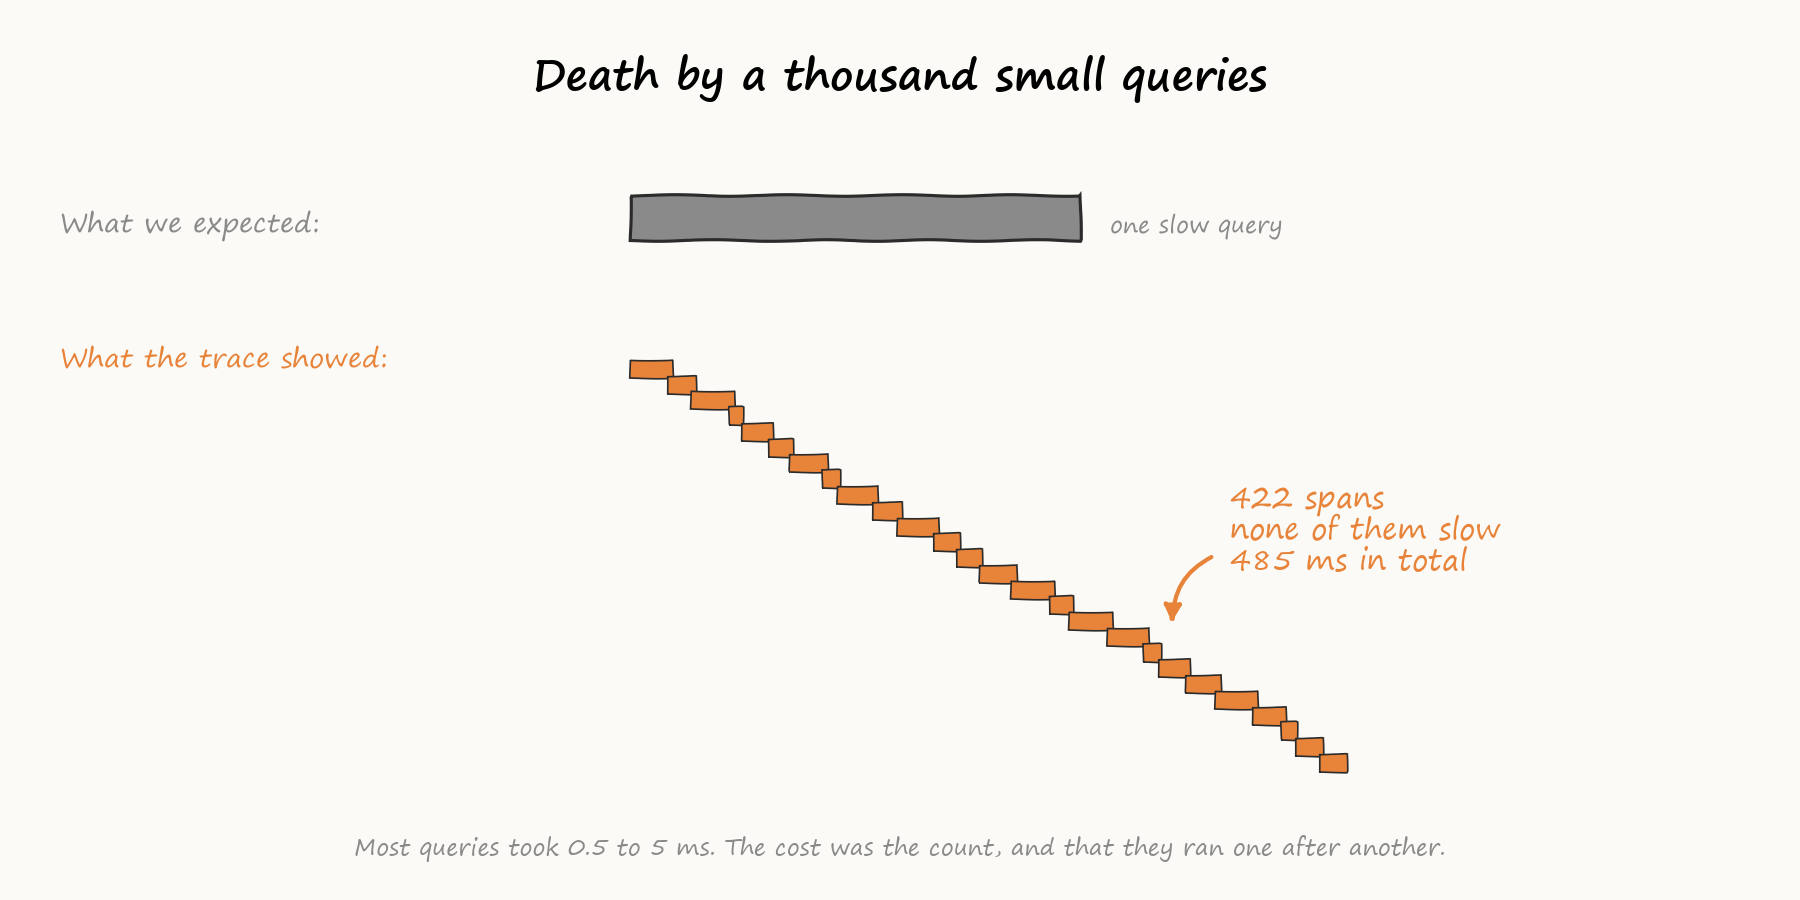 Death by a thousand small queries
What we expected:
one slow query
What the trace showed:
422 spans
none of them slow
485 ms in total
Most queries took 0.5 to 5 ms. The cost was the count, and that they ran one after another.